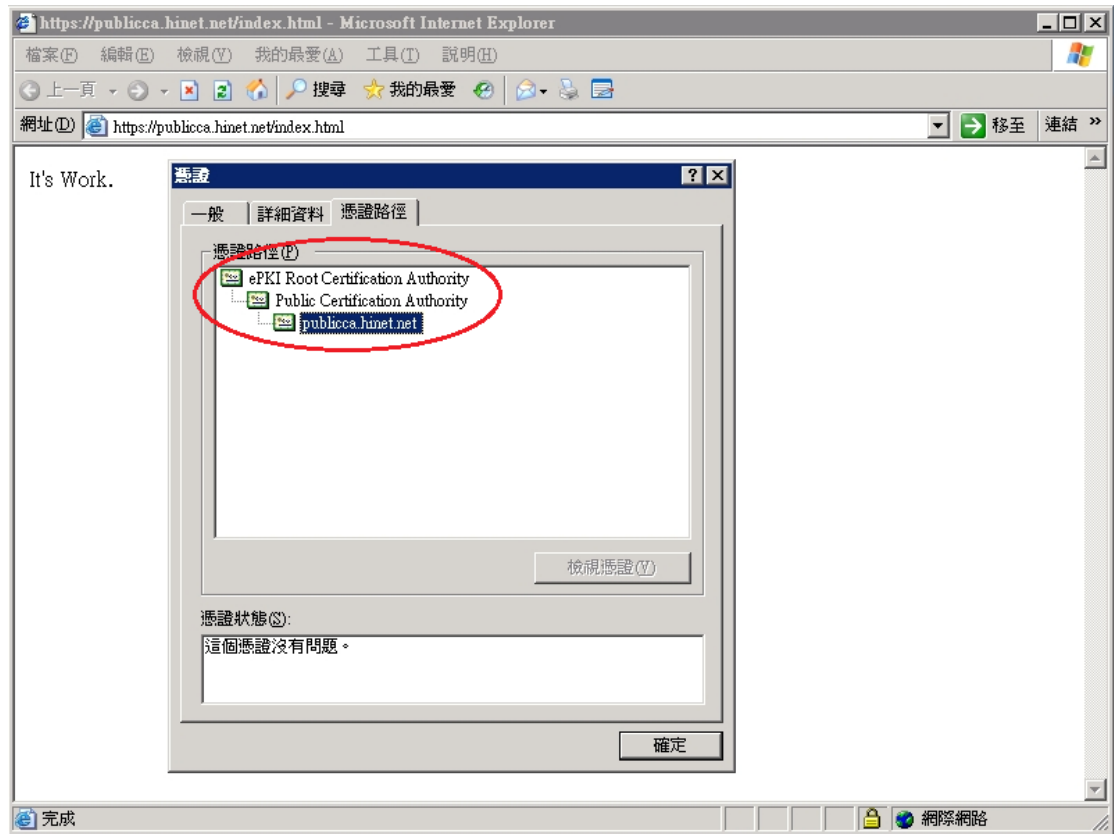 https://publicca.hinet.net/index.html - Microsoft Internet Explorer
檔案(F) 編輯(E) 檢視(V) 我的最愛(A) 工具(T) 說明(H)
上一頁 搜尋 我的最愛
網址(D) https://publicca.hinet.net/index.html 移至 連結 »
It's Work.
憑證
一般 詳細資料 憑證路徑
憑證路徑(P)
ePKI Root Certification Authority
Public Certification Authority
publicca.hinet.net
檢視憑證(V)
憑證狀態(S):
這個憑證沒有問題。
確定
完成 網際網路